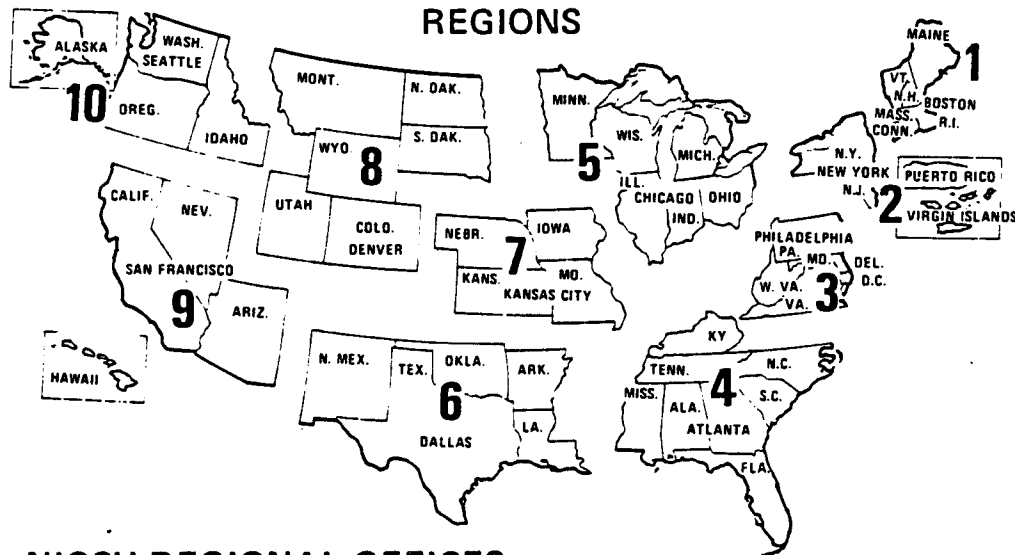 REGIONS
ALASKA
WASH.
SEATTLE
10
OREG.
IDAHO
MONT.
N. DAK.
S. DAK.
WYO.
8
UTAH
COLO.
DENVER
MINN.
WIS.
MICH.
5
ILL.
CHICAGO
IND.
OHIO
MAINE
1
VT.
N.H.
BOSTON
MASS.
R.I.
CONN.
N.Y.
NEW YORK
N.J.
2
PUERTO RICO
VIRGIN ISLANDS
PHILADELPHIA
PA.
MD.
DEL.
D.C.
W. VA.
VA.
3
CALIF.
NEV.
SAN FRANCISCO
9
ARIZ.
HAWAII
NEBR.
IOWA
7
KANS.
MO.
KANSAS CITY
N. MEX.
TEX.
OKLA.
ARK.
6
LA.
DALLAS
KY
TENN.
N.C.
4
S.C.
MISS.
ALA.
ATLANTA
FLA.
NIOSH REGIONAL OFFICES